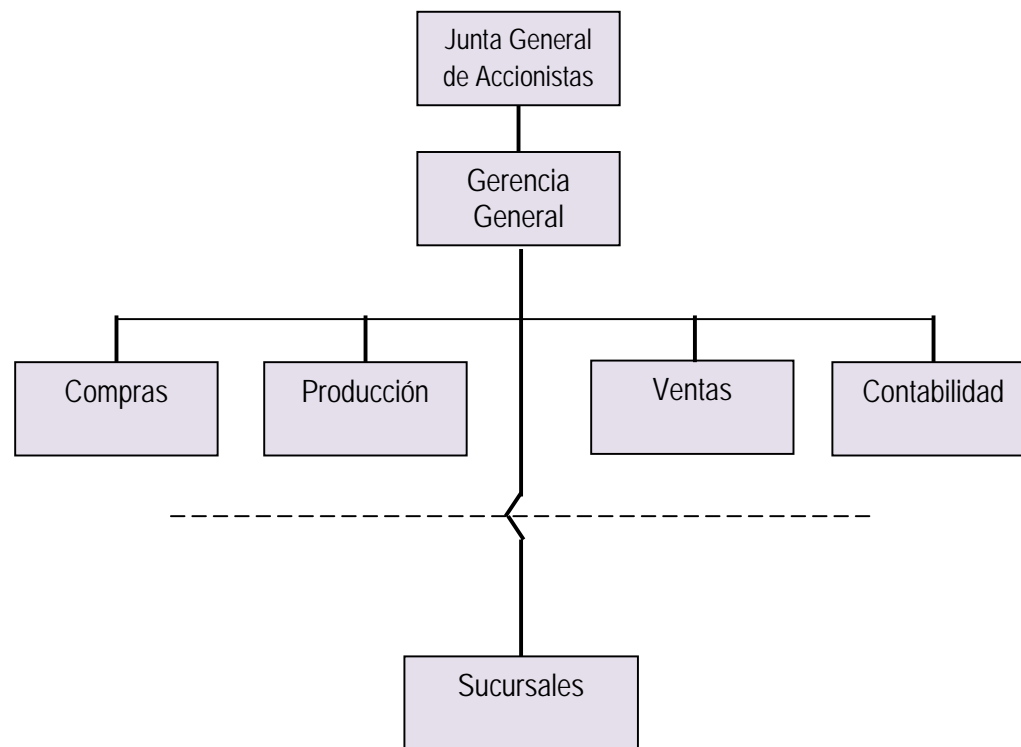 Junta General
de Accionistas
Gerencia
General
Compras
Producción
Ventas
Contabilidad
Sucursales